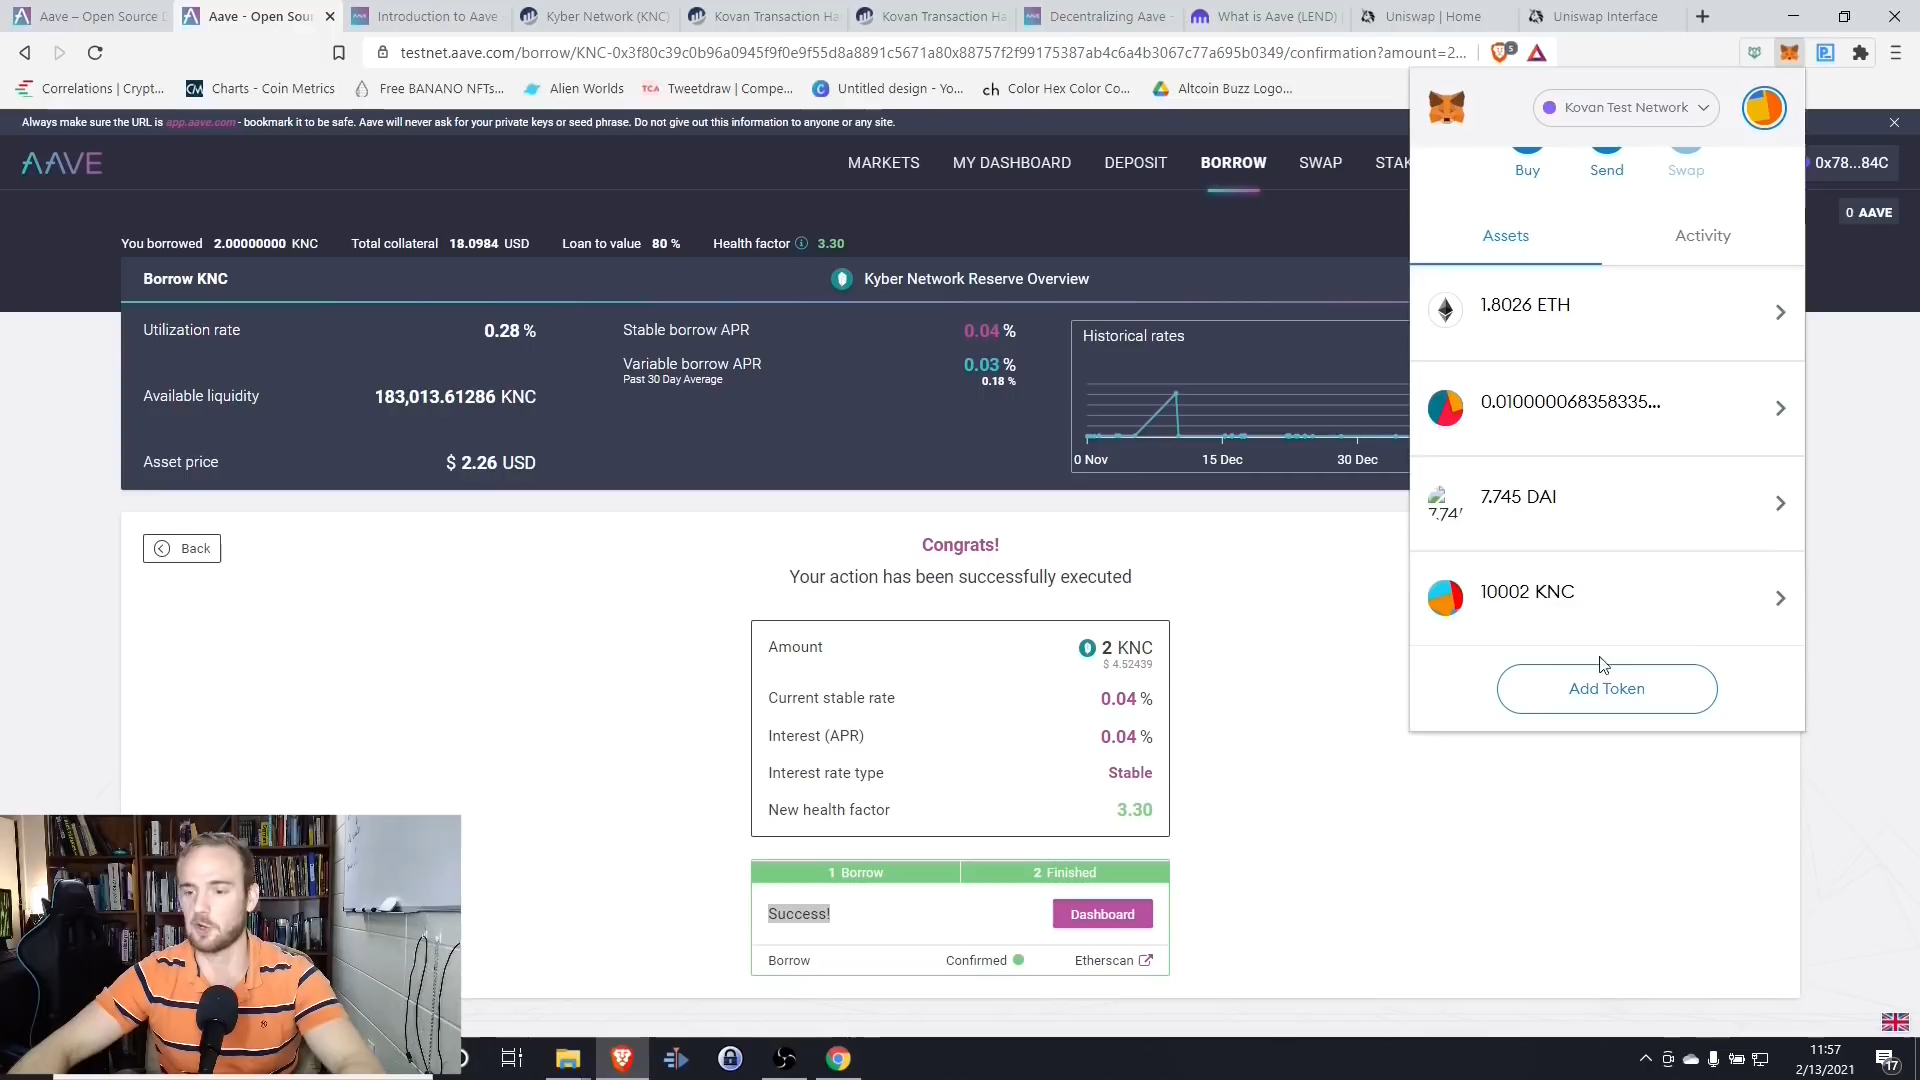 Aave – Open Source D
Aave - Open Sour
Introduction to Aave -
Kyber Network (KNC)
Kovan Transaction Ha
Kovan Transaction Ha
Decentralizing Aave -
What is Aave (LEND)
Uniswap | Home
Uniswap Interface
testnet.aave.com/borrow/KNC-0x3f80c39c0b96a0945f9f0e9f55d8a8891c5671a80x88757f2f99175387ab4c6a4b3067c77a695b0349/confirmation?amount=2...
5
Correlations | Crypt...
Charts - Coin Metrics
Free BANANO NFTs...
Alien Worlds
TCA Tweetdraw | Compe...
Untitled design - Yo...
ch Color Hex Color Co...
Altcoin Buzz Logo...
Always make sure the URL is app.aave.com - bookmark it to be safe. Aave will never ask for your private keys or seed phrase. Do not give out this information to anyone or any site.
AAVE
MARKETS
MY DASHBOARD
DEPOSIT
BORROW
SWAP
STAK
0x78...84C
0 AAVE
You borrowed 2.00000000 KNC
Total collateral 18.0984 USD
Loan to value 80 %
Health factor 3.30
Borrow KNC
Kyber Network Reserve Overview
Utilization rate 0.28 %
Available liquidity 183,013.61286 KNC
Asset price $ 2.26 USD
Stable borrow APR 0.04 %
Variable borrow APR 0.03 %
Past 30 Day Average 0.18 %
Historical rates
0 Nov
15 Dec
30 Dec
Back
Congrats!
Your action has been successfully executed
Amount 2 KNC
$ 4.52439
Current stable rate 0.04 %
Interest (APR) 0.04 %
Interest rate type Stable
New health factor 3.30
1 Borrow
2 Finished
Success!
Dashboard
Borrow
Confirmed
Etherscan
Kovan Test Network
Buy
Send
Swap
Assets
Activity
1.8026 ETH
0.010000068358335...
7.745 DAI
10002 KNC
Add Token
11:57
2/13/2021
17